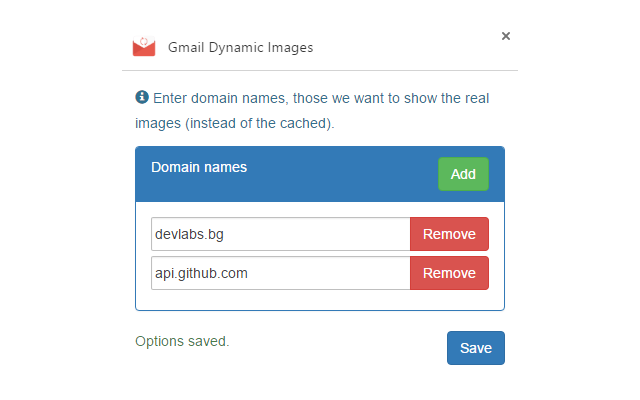 Gmail Dynamic Images
×
Enter domain names, those we want to show the real
images (instead of the cached).
Domain names
Add
devlabs.bg
Remove
api.github.com
Remove
Options saved.
Save